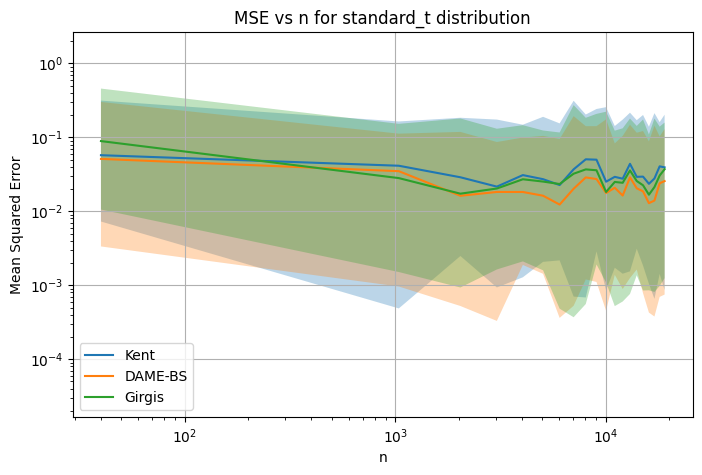 MSE vs n for standard_t distribution
Mean Squared Error
10⁰
10⁻¹
10⁻²
10⁻³
10⁻⁴
Kent
DAME-BS
Girgis
10²
10³
10⁴
n